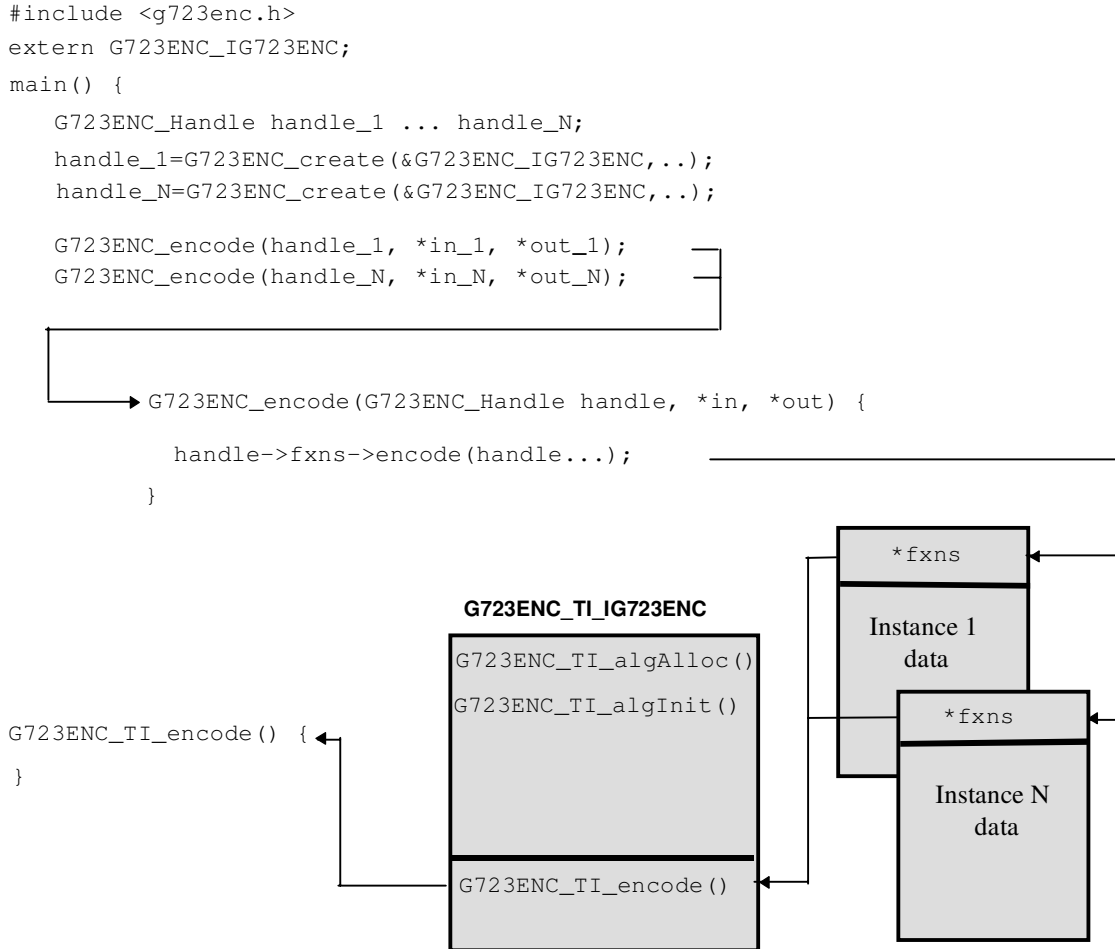 #include <g723enc.h>
extern G723ENC_IG723ENC;
main() {
G723ENC_Handle handle_1 ... handle_N;
handle_1=G723ENC_create(&G723ENC_IG723ENC,..);
handle_N=G723ENC_create(&G723ENC_IG723ENC,..);
G723ENC_encode(handle_1, *in_1, *out_1);
G723ENC_encode(handle_N, *in_N, *out_N);
G723ENC_encode(G723ENC_Handle handle, *in, *out) {
handle->fxns->encode(handle...);
}
*fxns
Instance 1
data
*fxns
Instance N
data
G723ENC_TI_IG723ENC
G723ENC_TI_algAlloc()
G723ENC_TI_algInit()
G723ENC_TI_encode()
G723ENC_TI_encode() {
}